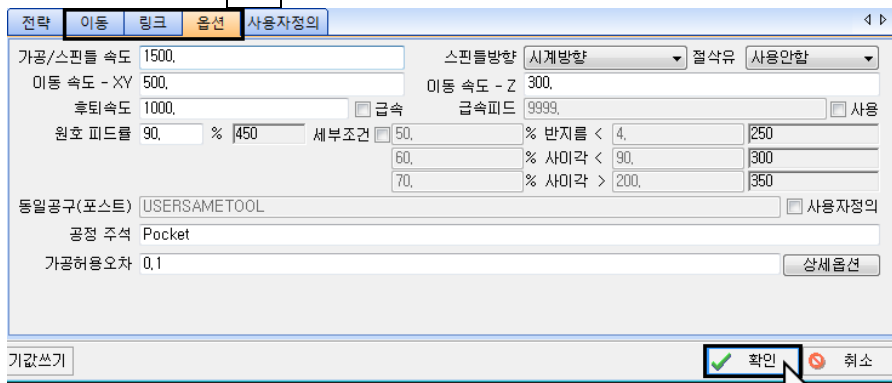 전략 이동 링크 옵션 사용자정의
가공/스핀들 속도 1500, 스핀들방향 시계방향 절삭유 사용안함
이동 속도 - XY 500, 이동 속도 - Z 300,
후퇴속도 1000, 급속 급속피드 9999, 사용
원호 피드률 90, % 450 세부조건 50, % 반지름 < 4, 250
60, % 사이각 < 90, 300
70, % 사이각 > 200, 350
동일공구(포스트) USERSAMETOOL 사용자정의
공정 주석 Pocket
가공허용오차 0,1 상세옵션
기값쓰기 확인 취소